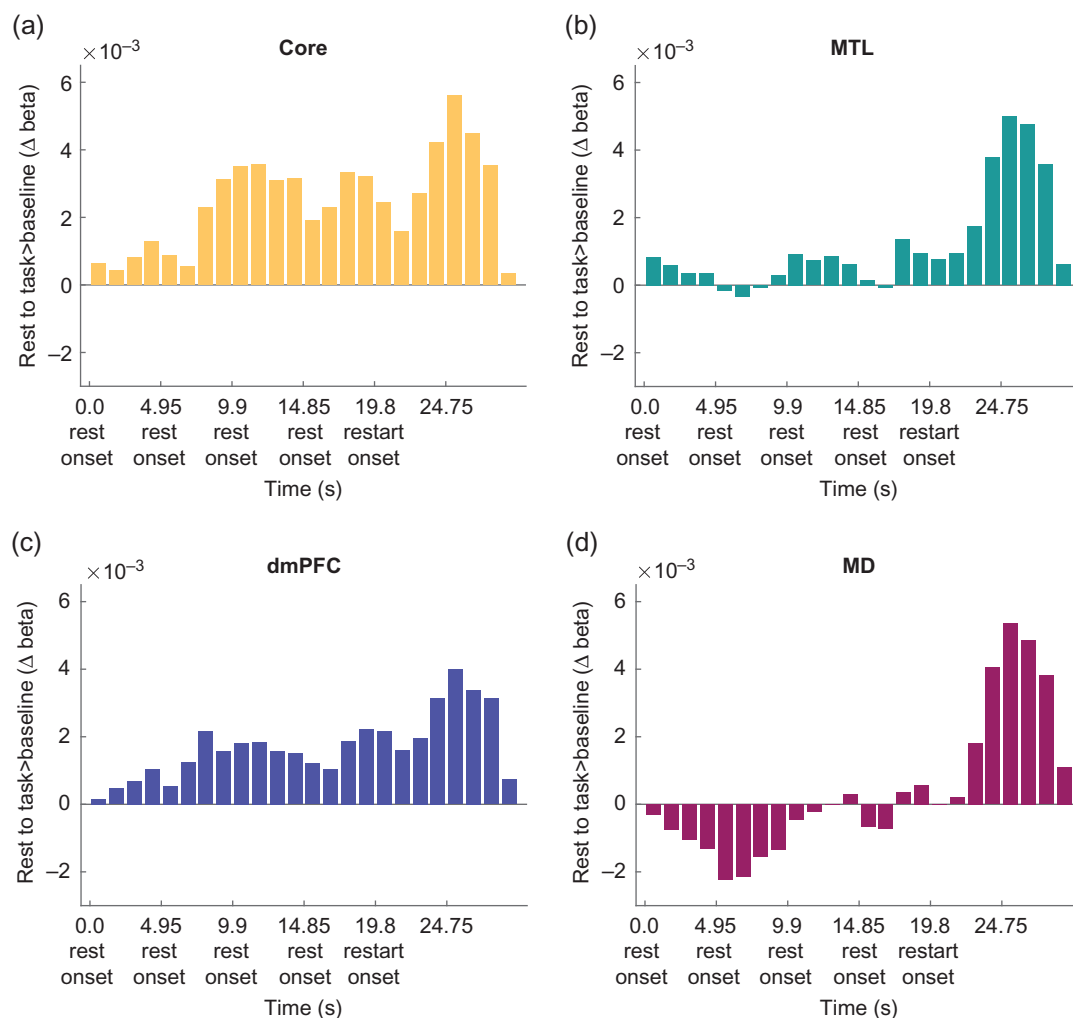 (a)
Core
×10–3
Rest to task>baseline (Δ beta)
6
4
2
0
–2
0.0 4.95 9.9 14.85 19.8 24.75
rest rest rest rest restart
onset onset onset onset onset
Time (s)
(b)
MTL
×10–3
Rest to task>baseline (Δ beta)
6
4
2
0
–2
0.0 4.95 9.9 14.85 19.8 24.75
rest rest rest rest restart
onset onset onset onset onset
Time (s)
(c)
dmPFC
×10–3
Rest to task>baseline (Δ beta)
6
4
2
0
–2
0.0 4.95 9.9 14.85 19.8 24.75
rest rest rest rest restart
onset onset onset onset onset
Time (s)
(d)
MD
×10–3
Rest to task>baseline (Δ beta)
6
4
2
0
–2
0.0 4.95 9.9 14.85 19.8 24.75
rest rest rest rest restart
onset onset onset onset onset
Time (s)